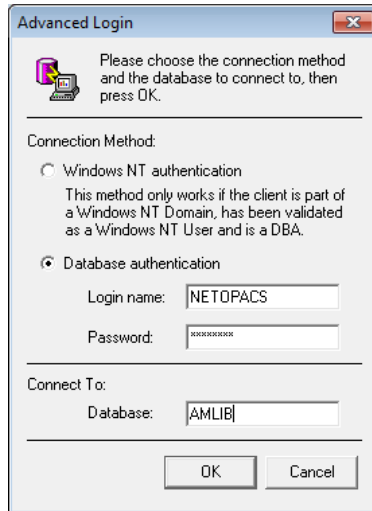 Advanced Login
Please choose the connection method
and the database to connect to, then
press OK.
Connection Method:
Windows NT authentication
This method only works if the client is part of
a Windows NT Domain, has been validated
as a Windows NT User and is a DBA.
Database authentication
Login name: NETOPACS
Password: ********
Connect To:
Database: AMLIB
OK Cancel